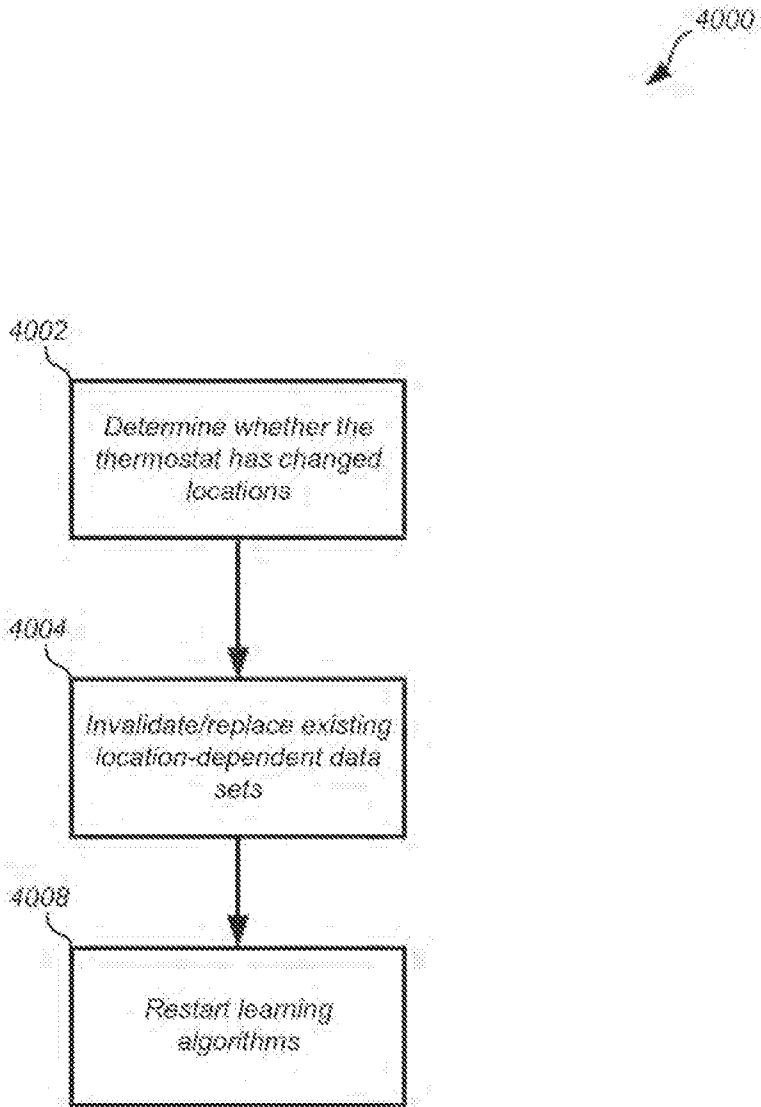 4000
4002
Determine whether the
thermostat has changed
locations
4004
Invalidate/replace existing
location-dependent data
sets
4008
Restart learning
algorithms